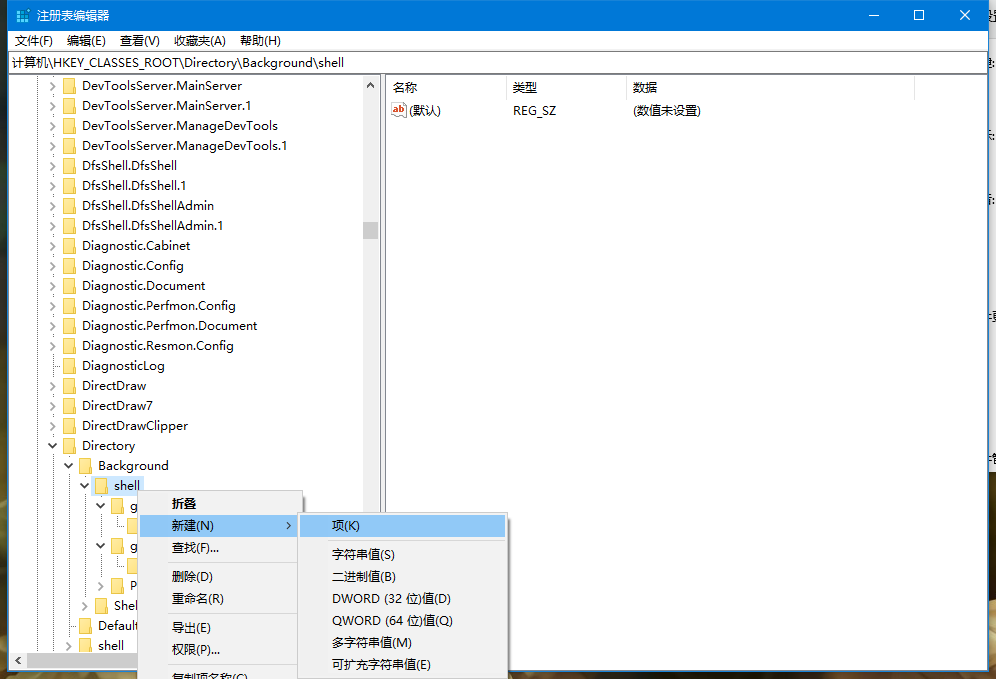 注册表编辑器
文件(F) 编辑(E) 查看(V) 收藏夹(A) 帮助(H)
计算机\HKEY_CLASSES_ROOT\Directory\Background\shell
DevToolsServer.MainServer
DevToolsServer.MainServer.1
DevToolsServer.ManageDevTools
DevToolsServer.ManageDevTools.1
DfsShell.DfsShell
DfsShell.DfsShell.1
DfsShell.DfsShellAdmin
DfsShell.DfsShellAdmin.1
Diagnostic.Cabinet
Diagnostic.Config
Diagnostic.Document
Diagnostic.Perfmon.Config
Diagnostic.Perfmon.Document
Diagnostic.Resmon.Config
DiagnosticLog
DirectDraw
DirectDraw7
DirectDrawClipper
Directory
Background
shell
g
g
P
Shel
Default
shell
名称 类型 数据
ab (默认) REG_SZ (数值未设置)
折叠
新建(N)
查找(F)...
删除(D)
重命名(R)
导出(E)
权限(P)...
复制项名称(C)
项(K)
字符串值(S)
二进制值(B)
DWORD (32 位)值(D)
QWORD (64 位)值(Q)
多字符串值(M)
可扩充字符串值(E)